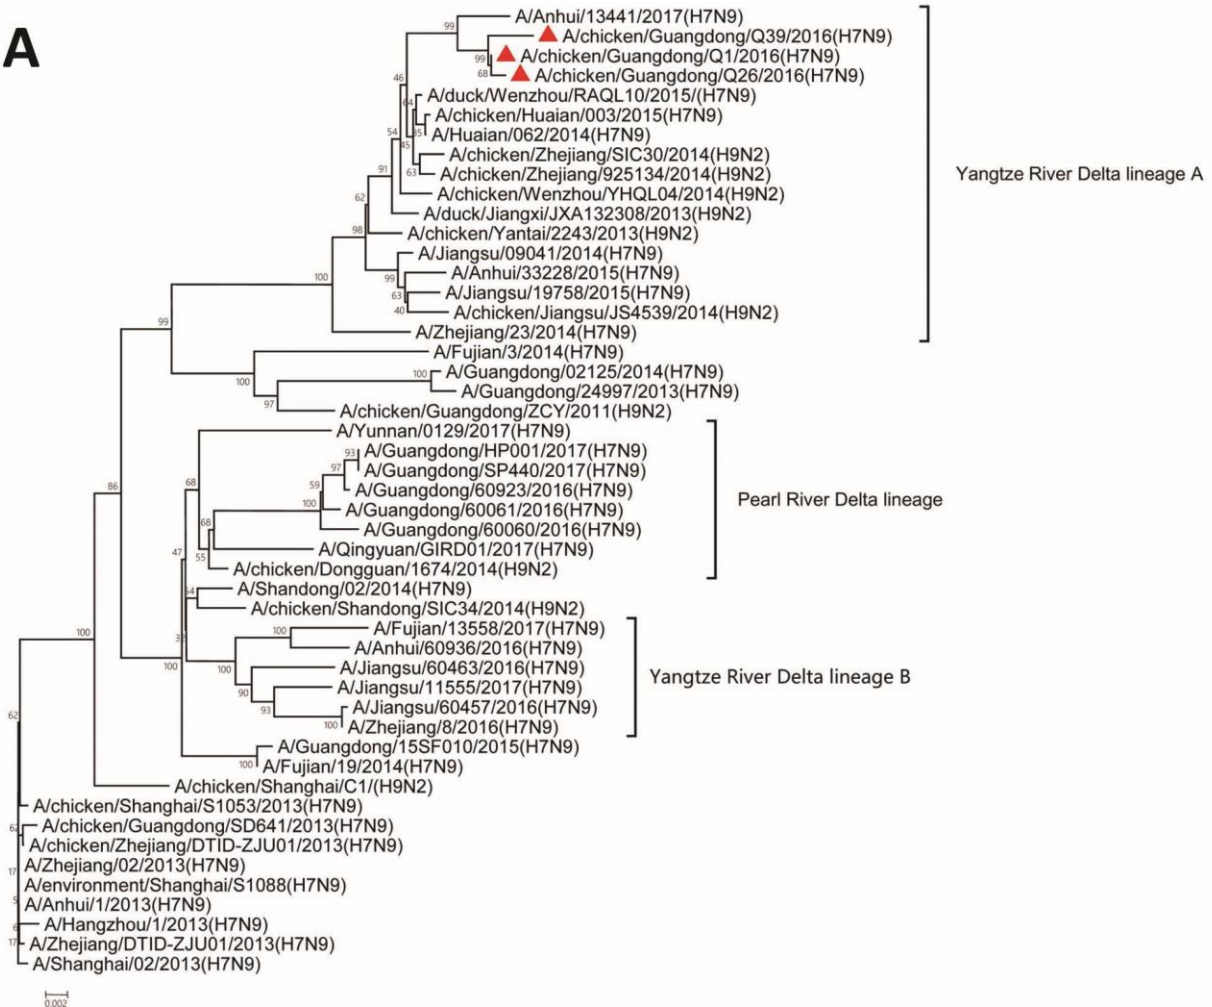 A
A/Anhui/13441/2017(H7N9)
A/chicken/Guangdong/Q39/2016(H7N9)
A/chicken/Guangdong/Q1/2016(H7N9)
A/chicken/Guangdong/Q26/2016(H7N9)
A/duck/Wenzhou/RAQL10/2015/(H7N9)
A/chicken/Huaian/003/2015(H7N9)
A/Huaian/062/2014(H7N9)
A/chicken/Zhejiang/SIC30/2014(H9N2)
A/chicken/Zhejiang/925134/2014(H9N2)
Yangtze River Delta lineage A
A/chicken/Wenzhou/YHQL04/2014(H9N2)
A/duck/Jiangxi/JXA132308/2013(H9N2)
A/chicken/Yantai/2243/2013(H9N2)
A/Jiangsu/09041/2014(H7N9)
A/Anhui/33228/2015(H7N9)
A/Jiangsu/19758/2015(H7N9)
A/chicken/Jiangsu/JS4539/2014(H9N2)
A/Zhejiang/23/2014(H7N9)
A/Fujian/3/2014(H7N9)
A/Guangdong/02125/2014(H7N9)
A/Guangdong/24997/2013(H7N9)
A/chicken/Guangdong/ZCY/2011(H9N2)
A/Yunnan/0129/2017(H7N9)
A/Guangdong/HP001/2017(H7N9)
A/Guangdong/SP440/2017(H7N9)
A/Guangdong/60923/2016(H7N9)
Pearl River Delta lineage
A/Guangdong/60061/2016(H7N9)
A/Guangdong/60060/2016(H7N9)
A/Qingyuan/GIRD01/2017(H7N9)
A/chicken/Dongguan/1674/2014(H9N2)
A/Shandong/02/2014(H7N9)
A/chicken/Shandong/SIC34/2014(H9N2)
A/Fujian/13558/2017(H7N9)
A/Anhui/60936/2016(H7N9)
A/Jiangsu/60463/2016(H7N9)
Yangtze River Delta lineage B
A/Jiangsu/11555/2017(H7N9)
A/Jiangsu/60457/2016(H7N9)
A/Zhejiang/8/2016(H7N9)
A/Guangdong/15SF010/2015(H7N9)
A/Fujian/19/2014(H7N9)
A/chicken/Shanghai/C1/(H9N2)
A/chicken/Shanghai/S1053/2013(H7N9)
A/chicken/Guangdong/SD641/2013(H7N9)
A/chicken/Zhejiang/DTID-ZJU01/2013(H7N9)
A/Zhejiang/02/2013(H7N9)
A/environment/Shanghai/S1088(H7N9)
A/Anhui/1/2013(H7N9)
A/Hangzhou/1/2013(H7N9)
A/Zhejiang/DTID-ZJU01/2013(H7N9)
A/Shanghai/02/2013(H7N9)
99
99
68
46
54
45
63
91
62
98
99
63
40
100
99
100
100
97
93
97
59
100
68
68
55
86
47
100
100
100
90
93
100
100
100
62
17
17
0.002